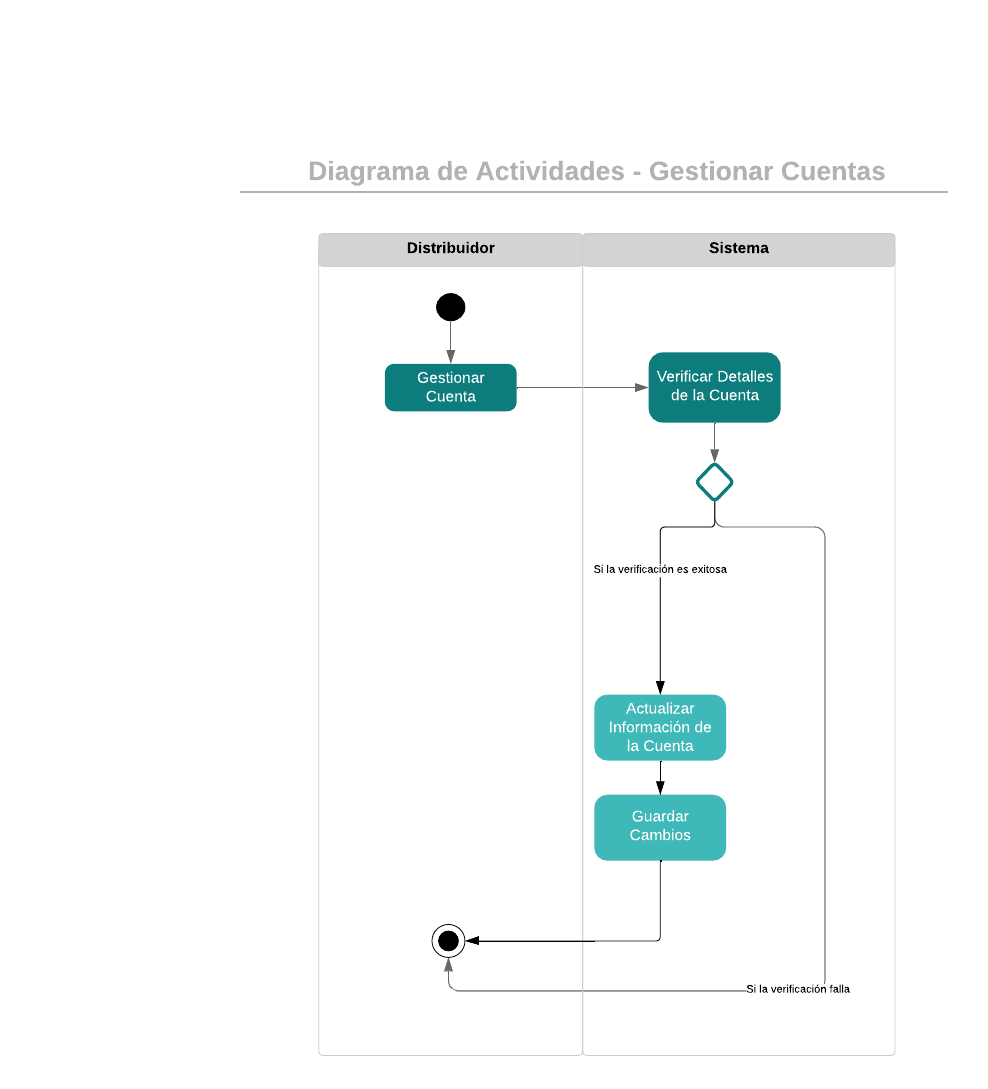 Diagrama de Actividades - Gestionar Cuentas
Distribuidor
Sistema
Gestionar
Cuenta
Verificar Detalles
de la Cuenta
Si la verificación es exitosa
Actualizar
Información de
la Cuenta
Guardar
Cambios
Si la verificación falla